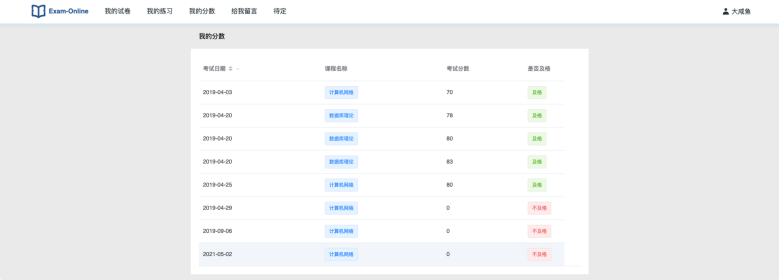 Exam-Online 我的试卷 我的练习 我的分数 给我留言 待定 大咸鱼
我的分数
考试日期 课程名称 考试分数 是否及格
2019-04-03 计算机网络 70 及格
2019-04-20 数据库理论 78 及格
2019-04-20 数据库理论 80 及格
2019-04-20 数据库理论 83 及格
2019-04-25 计算机网络 80 及格
2019-04-29 计算机网络 0 不及格
2019-09-06 计算机网络 0 不及格
2021-05-02 计算机网络 0 不及格